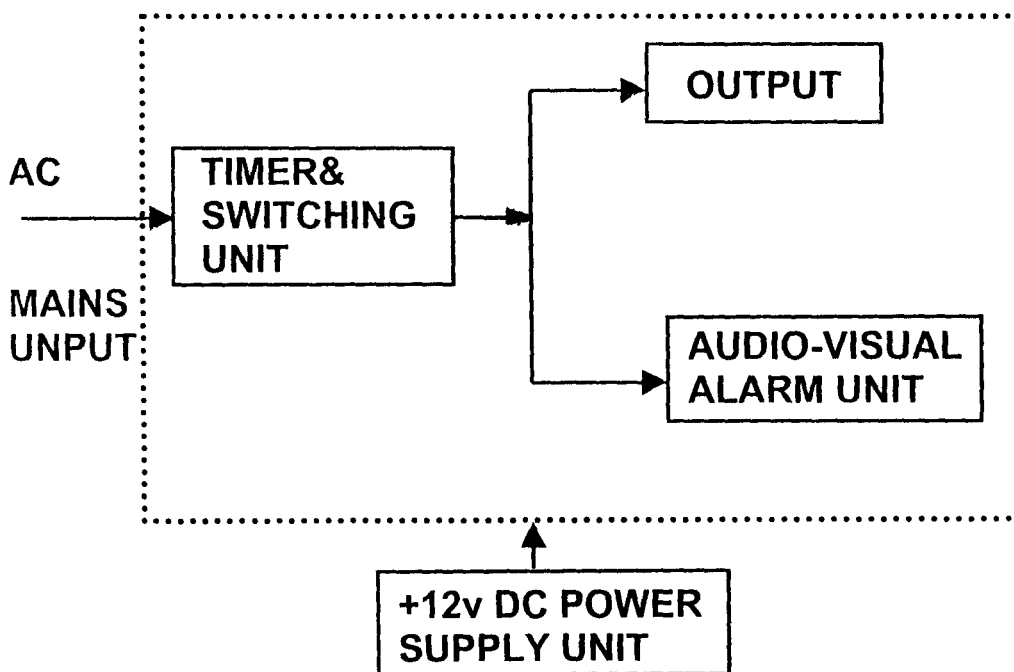 OUTPUT
AC
TIMER&
SWITCHING
UNIT
MAINS
UNPUT
AUDIO-VISUAL
ALARM UNIT
+12v DC POWER
SUPPLY UNIT